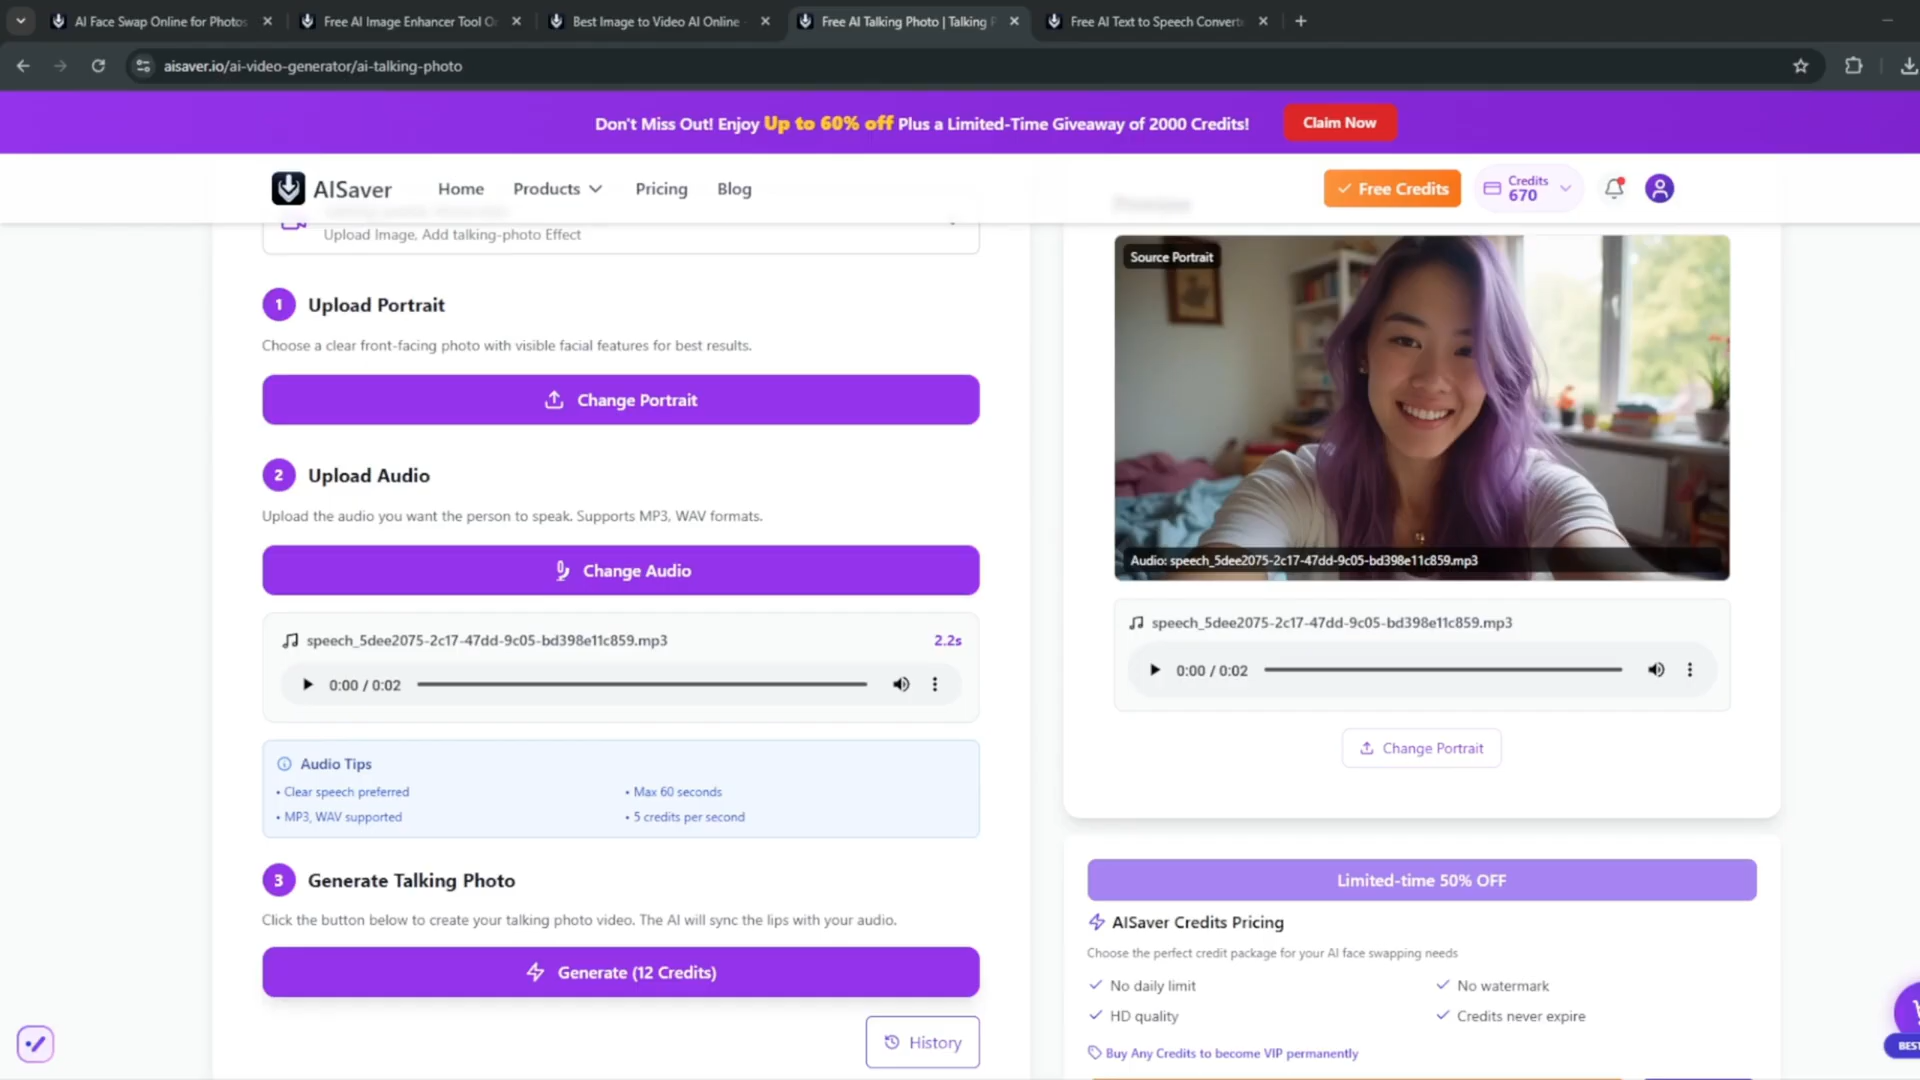 AI Face Swap Online for Photos
Free AI Image Enhancer Tool O
Best Image to Video AI Online
Free AI Talking Photo | Talking P
Free AI Text to Speech Converte
aisaver.io/ai-video-generator/ai-talking-photo
Don't Miss Out! Enjoy Up to 60% off Plus a Limited-Time Giveaway of 2000 Credits!
Claim Now
AISaver
Home
Products
Pricing
Blog
Free Credits
Credits
670
Upload Image, Add talking-photo Effect
1 Upload Portrait
Choose a clear front-facing photo with visible facial features for best results.
Change Portrait
2 Upload Audio
Upload the audio you want the person to speak. Supports MP3, WAV formats.
Change Audio
speech_5dee2075-2c17-47dd-9c05-bd398e11c859.mp3
2.2s
0:00 / 0:02
Audio Tips
• Clear speech preferred
• Max 60 seconds
• MP3, WAV supported
• 5 credits per second
3 Generate Talking Photo
Click the button below to create your talking photo video. The AI will sync the lips with your audio.
Generate (12 Credits)
History
Source Portrait
Audio: speech_5dee2075-2c17-47dd-9c05-bd398e11c859.mp3
speech_5dee2075-2c17-47dd-9c05-bd398e11c859.mp3
0:00 / 0:02
Change Portrait
Limited-time 50% OFF
AISaver Credits Pricing
Choose the perfect credit package for your AI face swapping needs
No daily limit
No watermark
HD quality
Credits never expire
Buy Any Credits to become VIP permanently
BEST